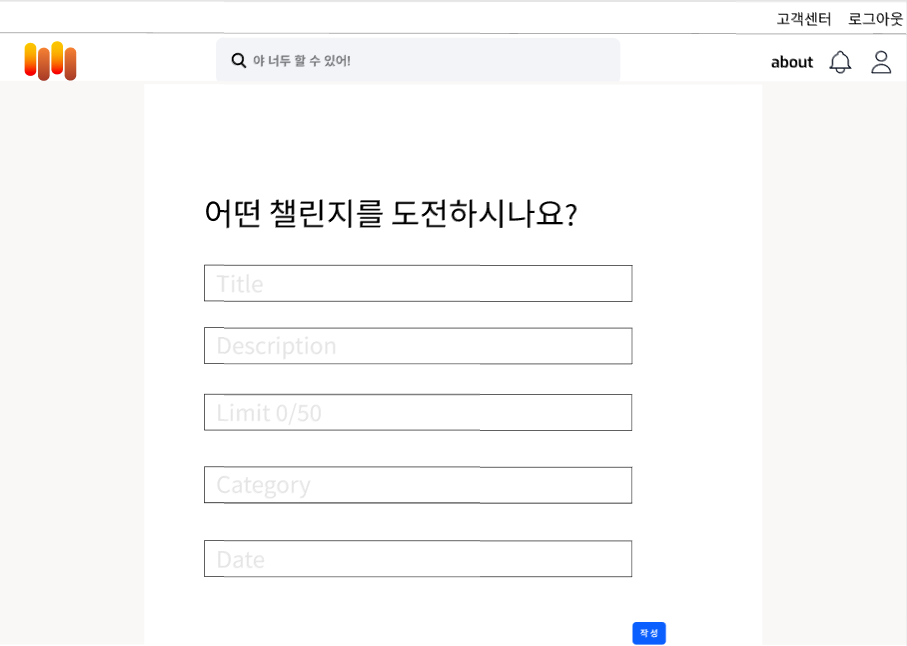 고객센터 로그아웃
야 너두 할 수 있어! about
어떤 챌린지를 도전하시나요?
Title
Description
Limit 0/50
Category
Date
작성